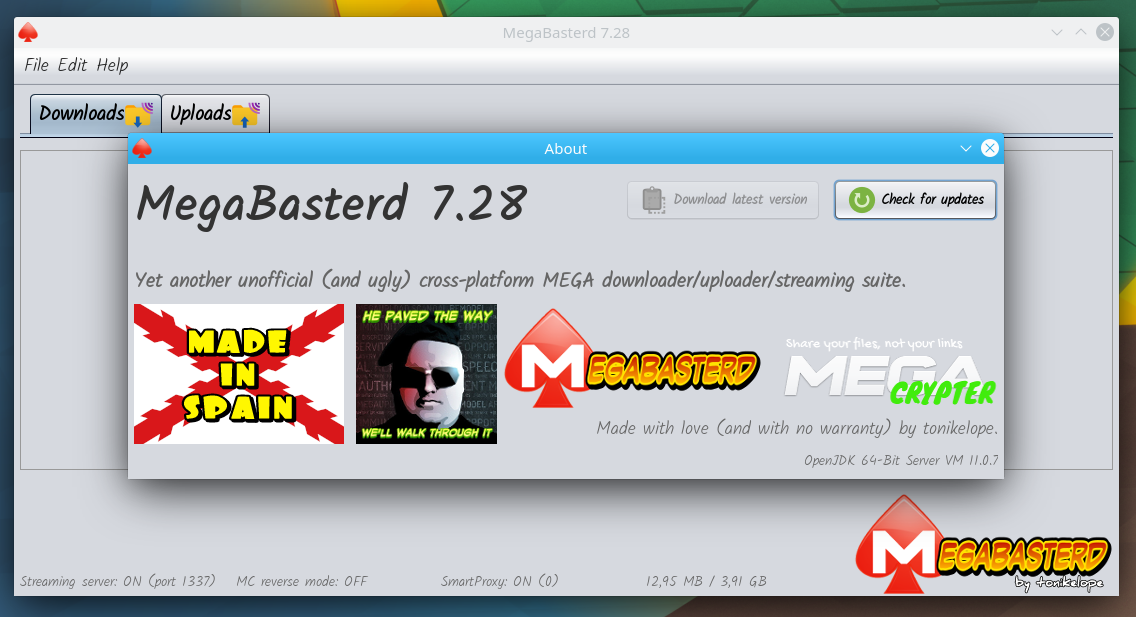 MegaBasterd 7.28
File Edit Help
Downloads Uploads
About
MegaBasterd 7.28
Download latest version
Check for updates
Yet another unofficial (and ugly) cross-platform MEGA downloader/uploader/streaming suite.
MADE
IN
SPAIN
HE PAVED THE WAY
WE'LL WALK THROUGH IT
MEGABASTERD
Share your files, not your links
MEGA
CRYPTER
Made with love (and with no warranty) by tonikelope.
OpenJDK 64-Bit Server VM 11.0.7
MEGABASTERD
by tonikelope
Streaming server: ON (port 1337) MC reverse mode: OFF SmartProxy: ON (0) 12,95 MB / 3,91 GB